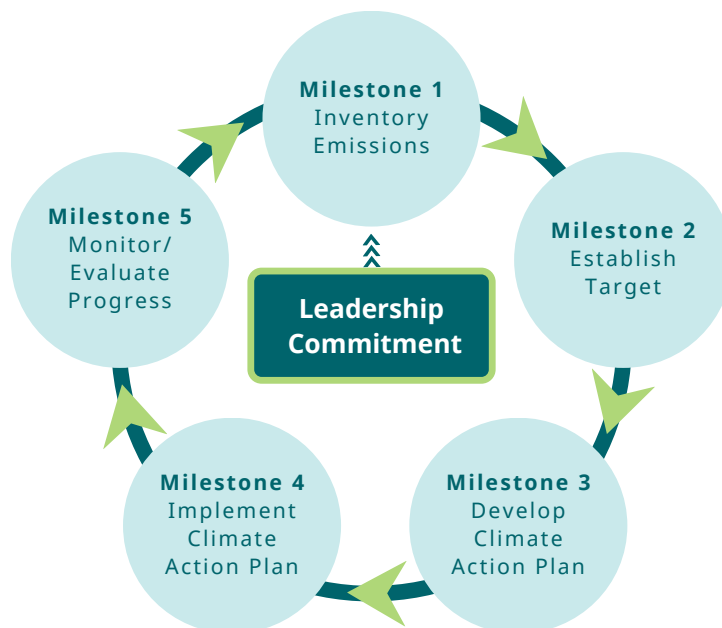 Milestone 1
Inventory
Emissions
Milestone 2
Establish
Target
Milestone 3
Develop
Climate
Action Plan
Milestone 4
Implement
Climate
Action Plan
Milestone 5
Monitor/
Evaluate
Progress
Leadership
Commitment